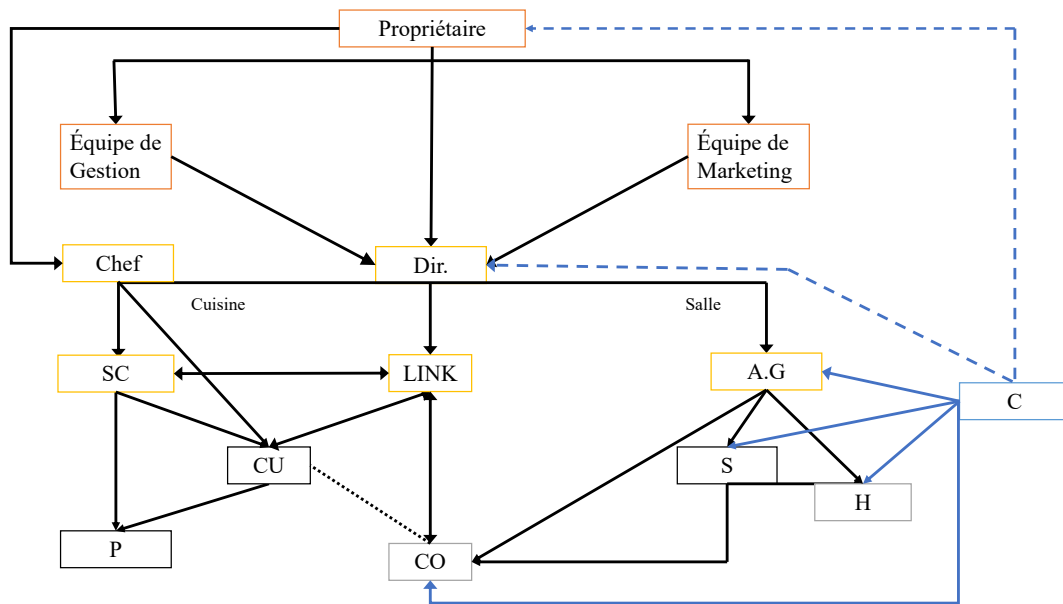 Propriétaire
Équipe de
Gestion
Équipe de
Marketing
Chef
Dir.
Cuisine
Salle
SC
LINK
A.G
C
CU
S
H
P
CO